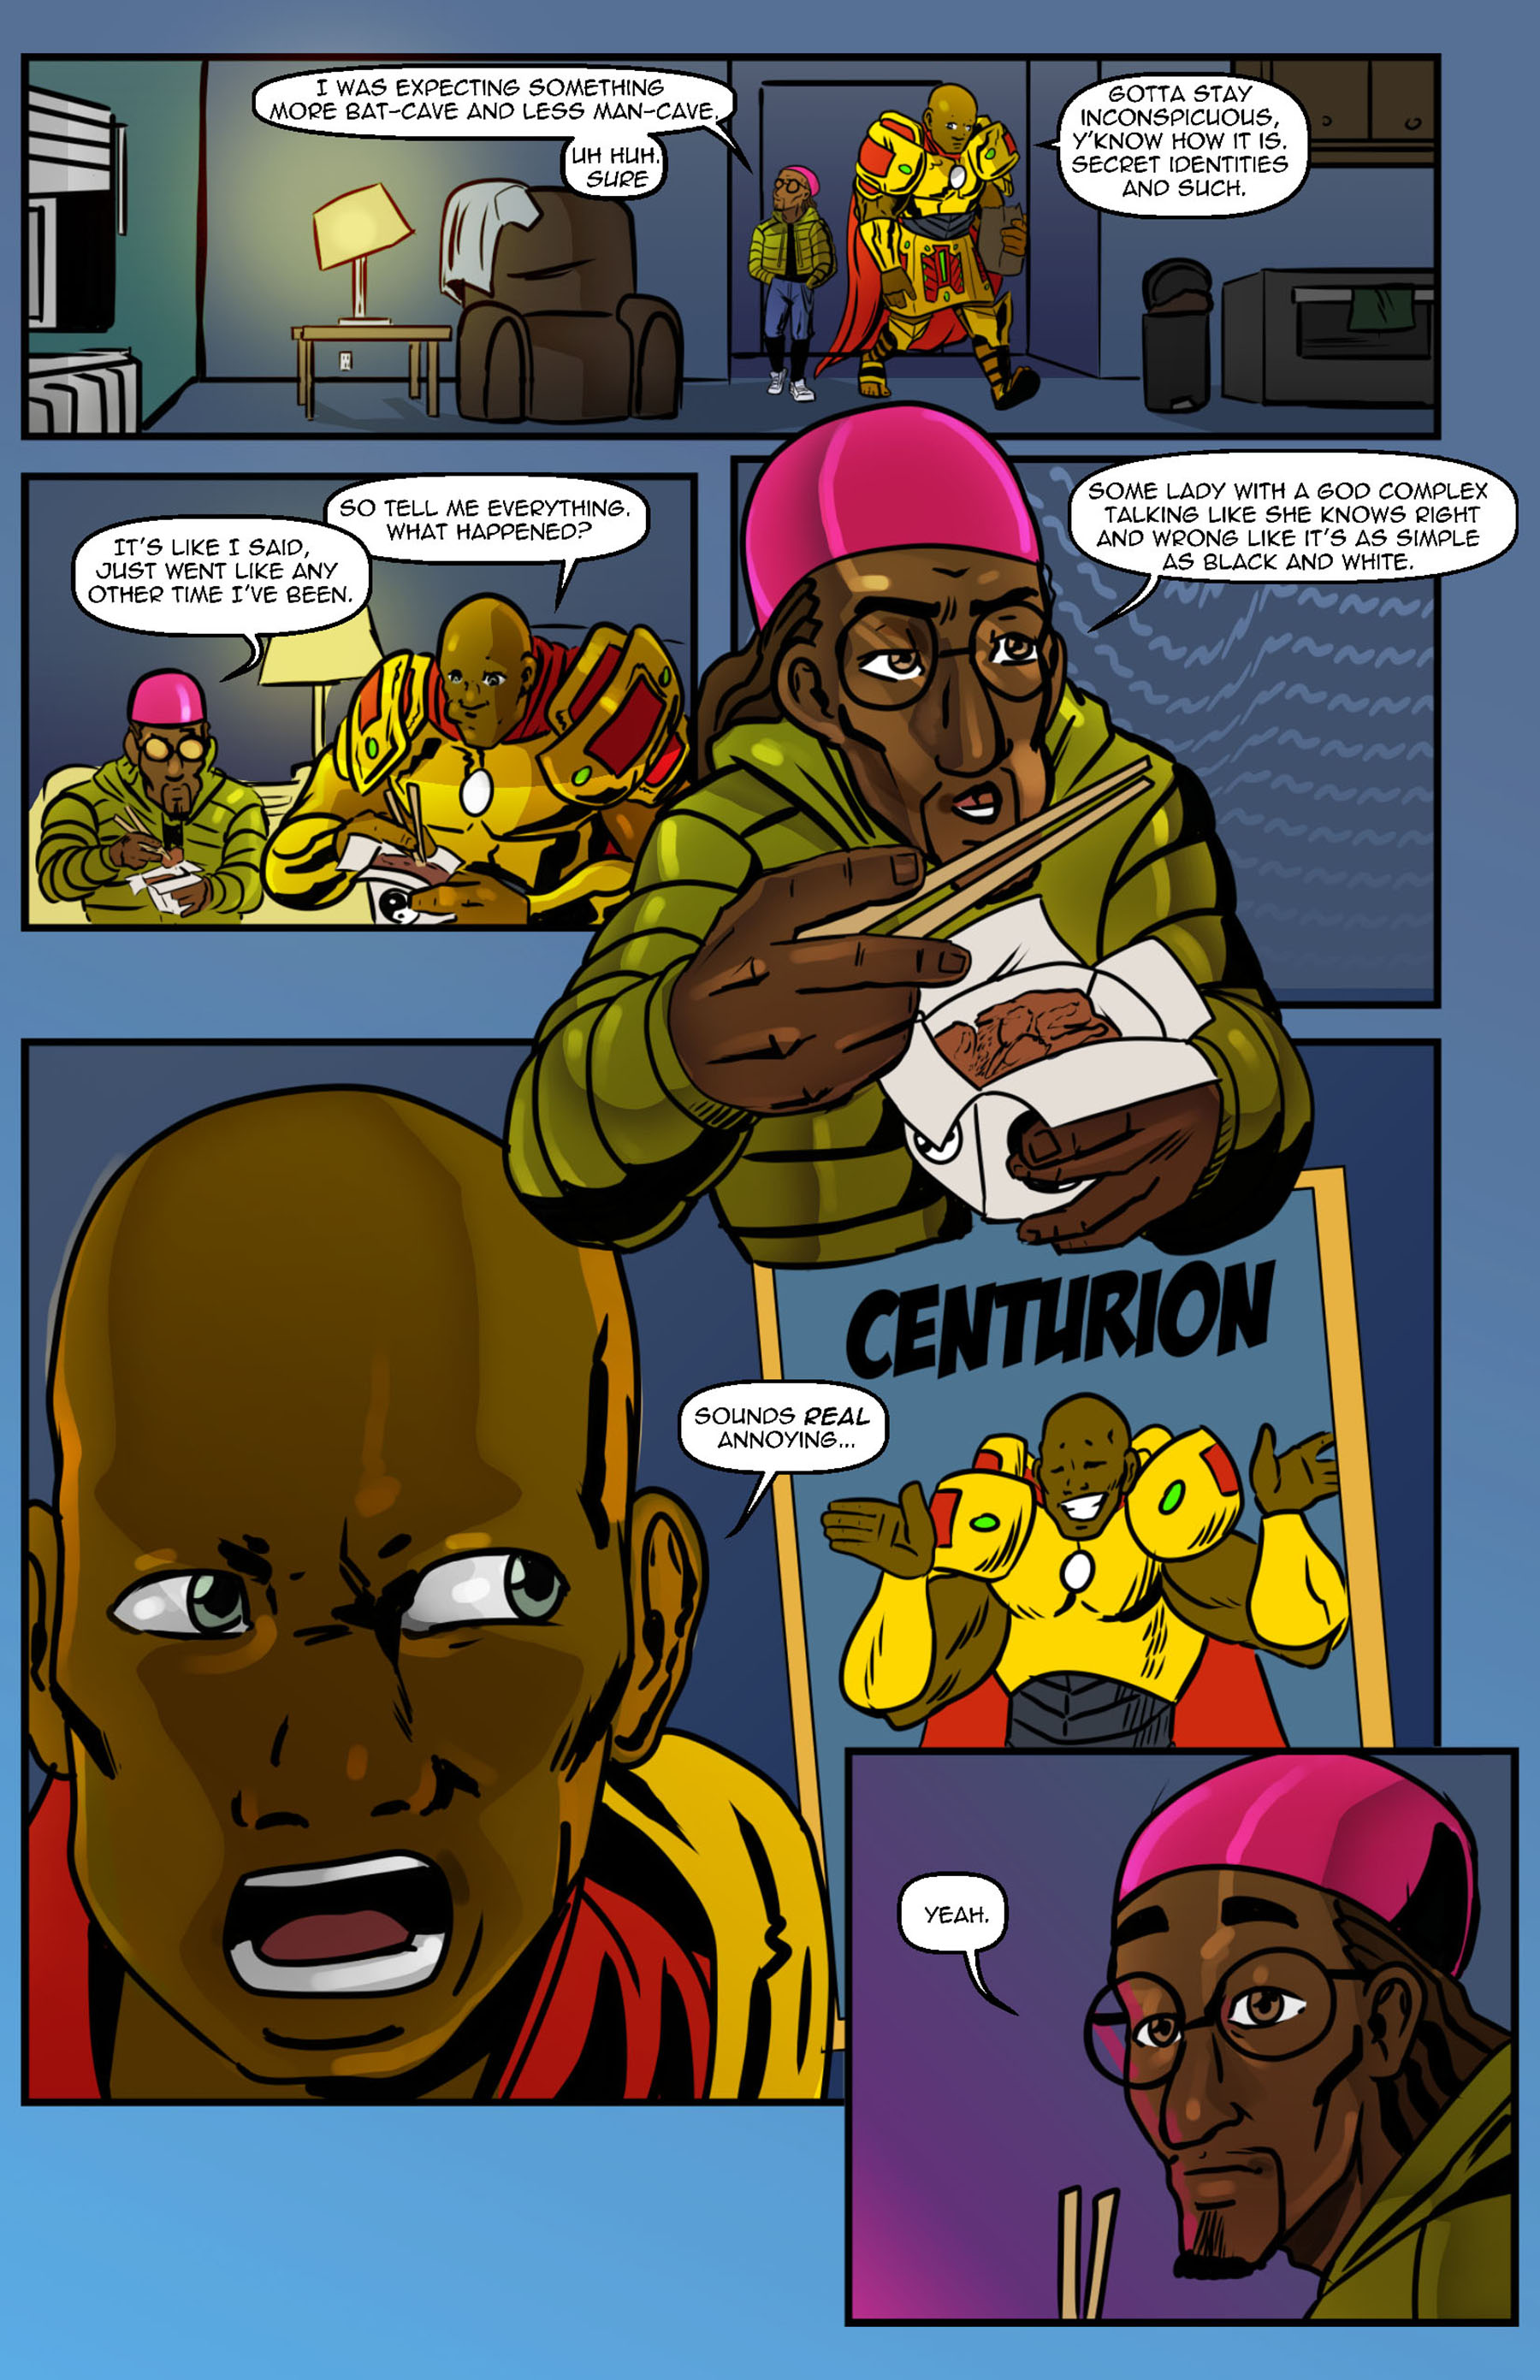 I WAS EXPECTING SOMETHING
MORE BAT-CAVE AND LESS MAN-CAVE.
GOTTA STAY
INCONSPICUOUS,
Y'KNOW HOW IT IS.
SECRET IDENTITIES
AND SUCH.
UH HUH.
SURE
SO TELL ME EVERYTHING.
WHAT HAPPENED?
IT'S LIKE I SAID,
JUST WENT LIKE ANY
OTHER TIME I'VE BEEN.
SOME LADY WITH A GOD COMPLEX
TALKING LIKE SHE KNOWS RIGHT
AND WRONG LIKE IT'S AS SIMPLE
AS BLACK AND WHITE.
CENTURION
SOUNDS REAL
ANNOYING...
YEAH.